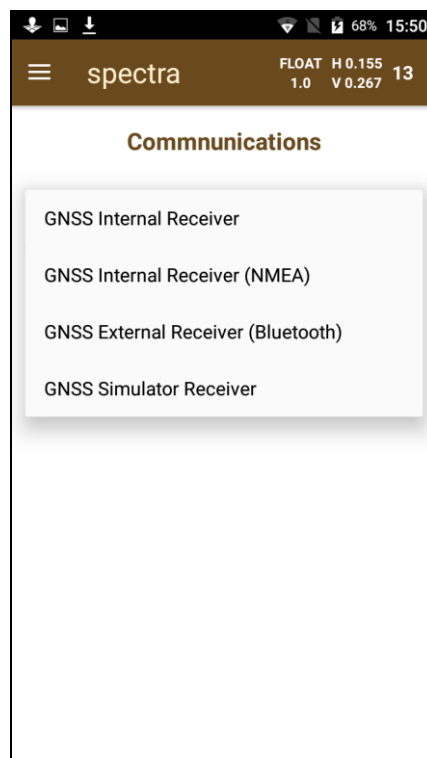 68% 15:50
spectra
FLOAT H 0.155 13
1.0 V 0.267
Commnunications
GNSS Internal Receiver
GNSS Internal Receiver (NMEA)
GNSS External Receiver (Bluetooth)
GNSS Simulator Receiver